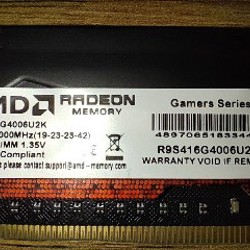 MD RADEON
MEMORY
Gamers Series
G4006U2K
000MHz(19-23-23-42)
IMM 1.35V
Compliant
R9S416G4006U2
please contact support@amd-memory.com
WARRANTY VOID IF REM